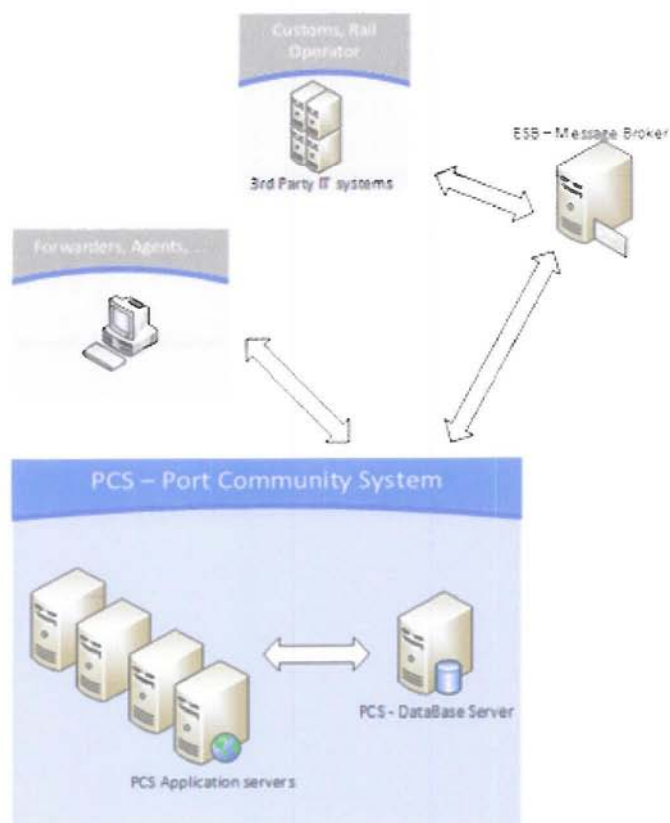 Customs, Rail
Operator
3rd Party IT systems
ESB – Message Broker
Forwarders, Agents, ...
PCS – Port Community System
PCS - DataBase Server
PCS Application servers